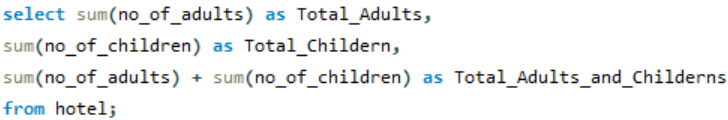 select sum(no_of_adults) as Total_Adults,
sum(no_of_children) as Total_Childern,
sum(no_of_adults) + sum(no_of_children) as Total_Adults_and_Childerns
from hotel;